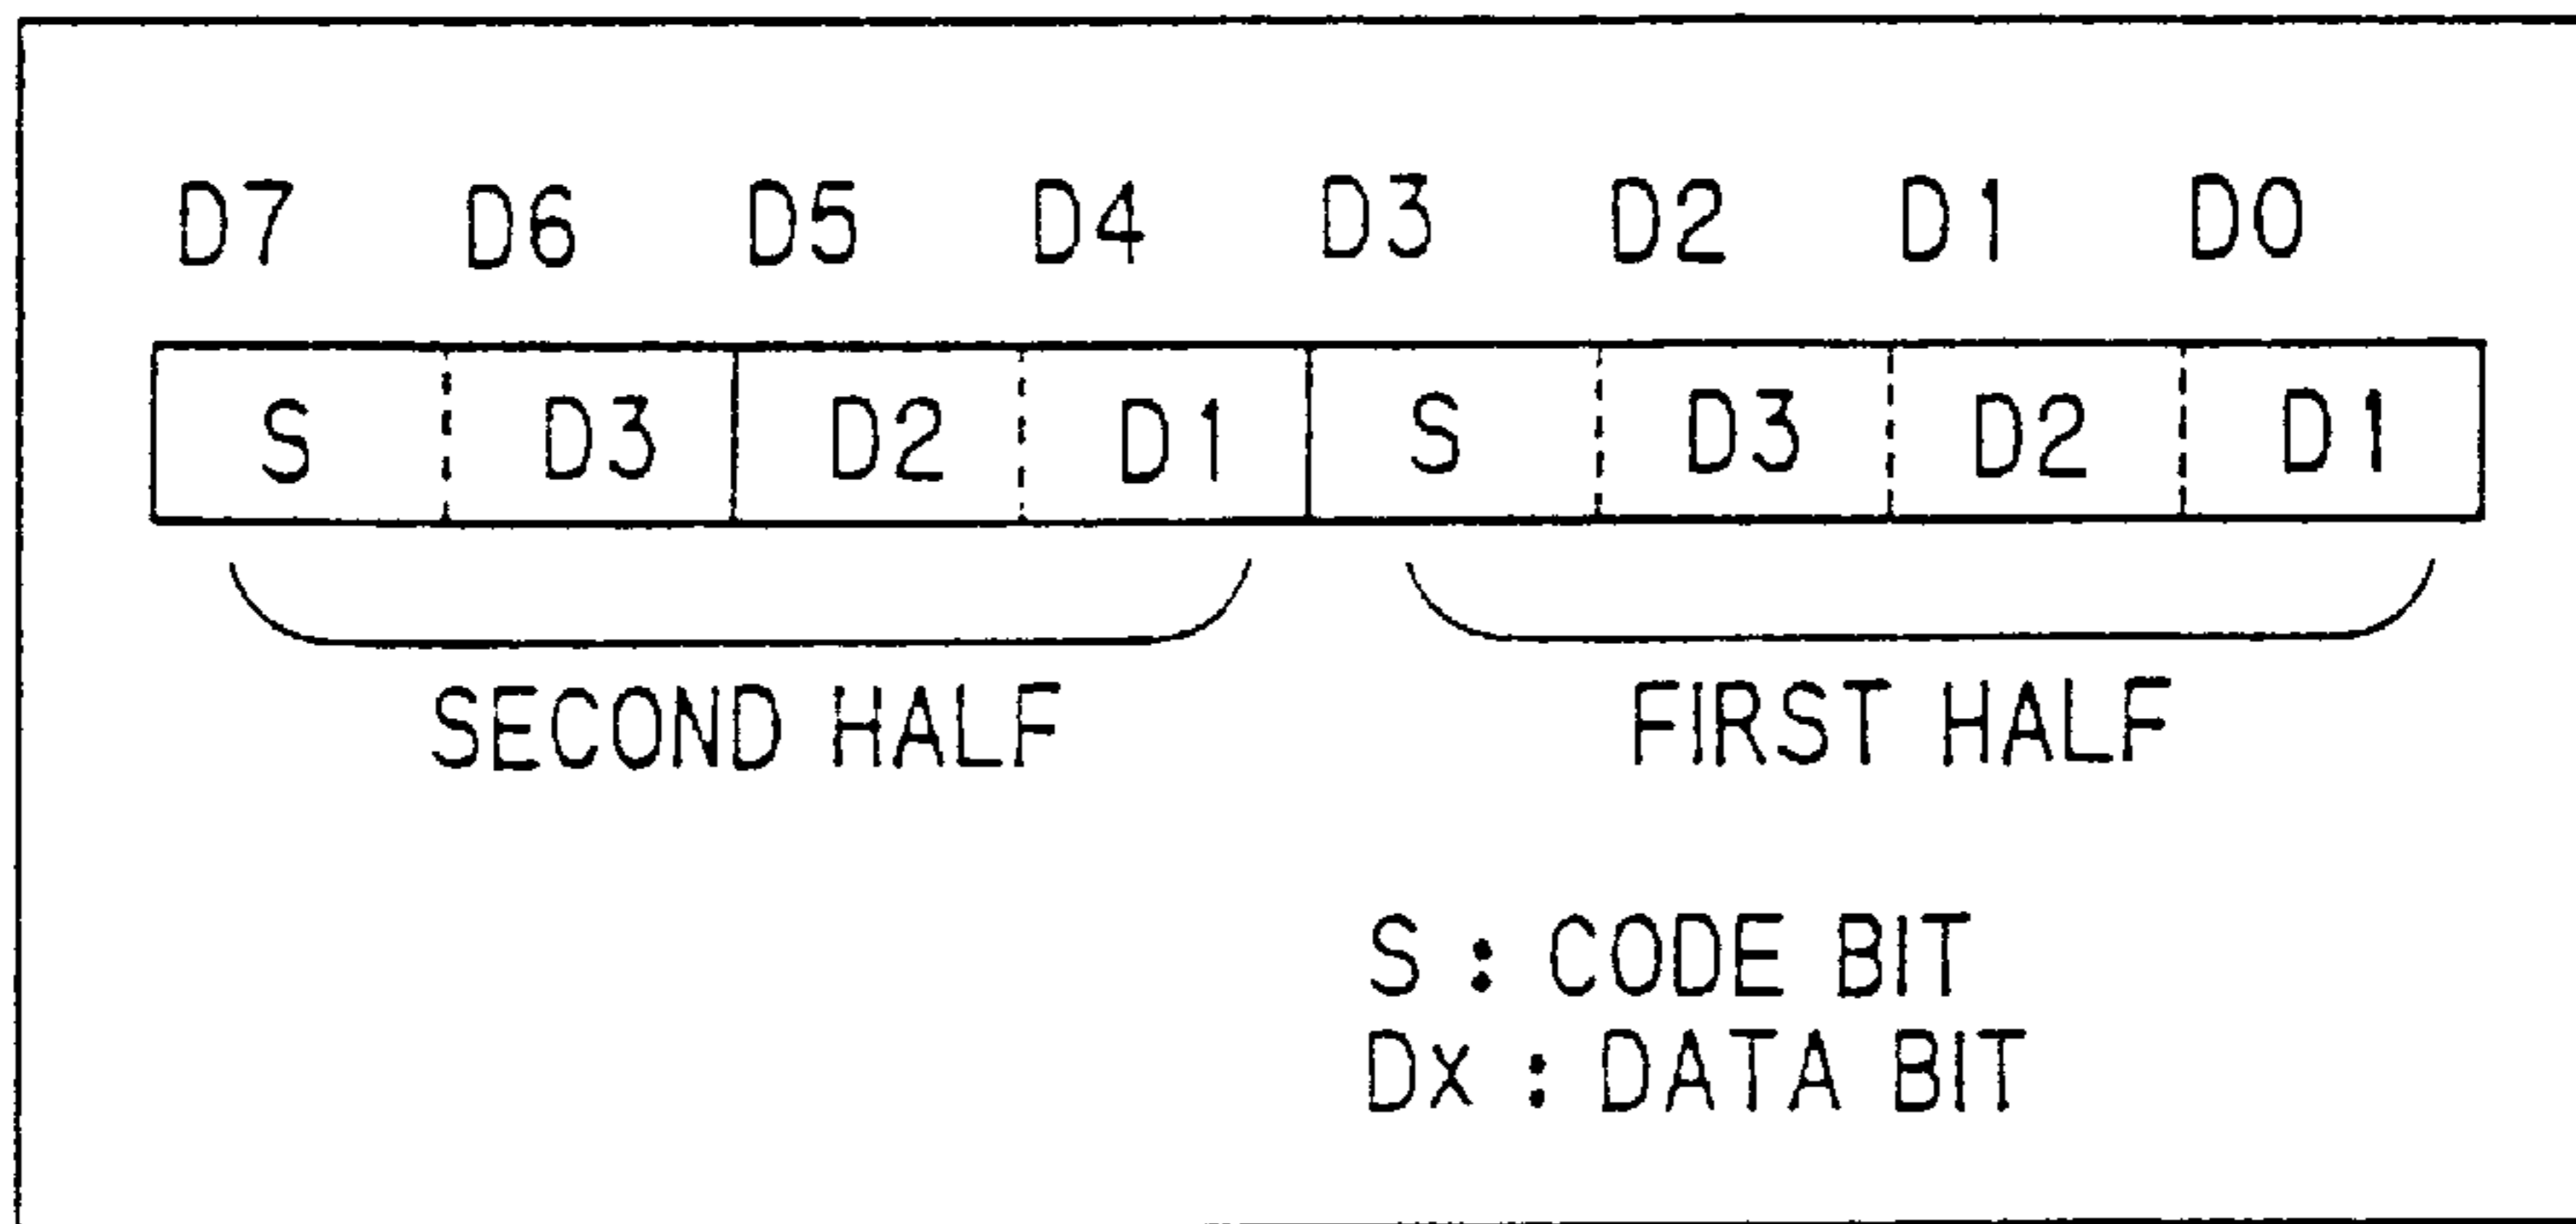 D7 D6 D5 D4 D3 D2 D1 D0
S D3 D2 D1 S D3 D2 D1
SECOND HALF FIRST HALF
S : CODE BIT
Dx : DATA BIT